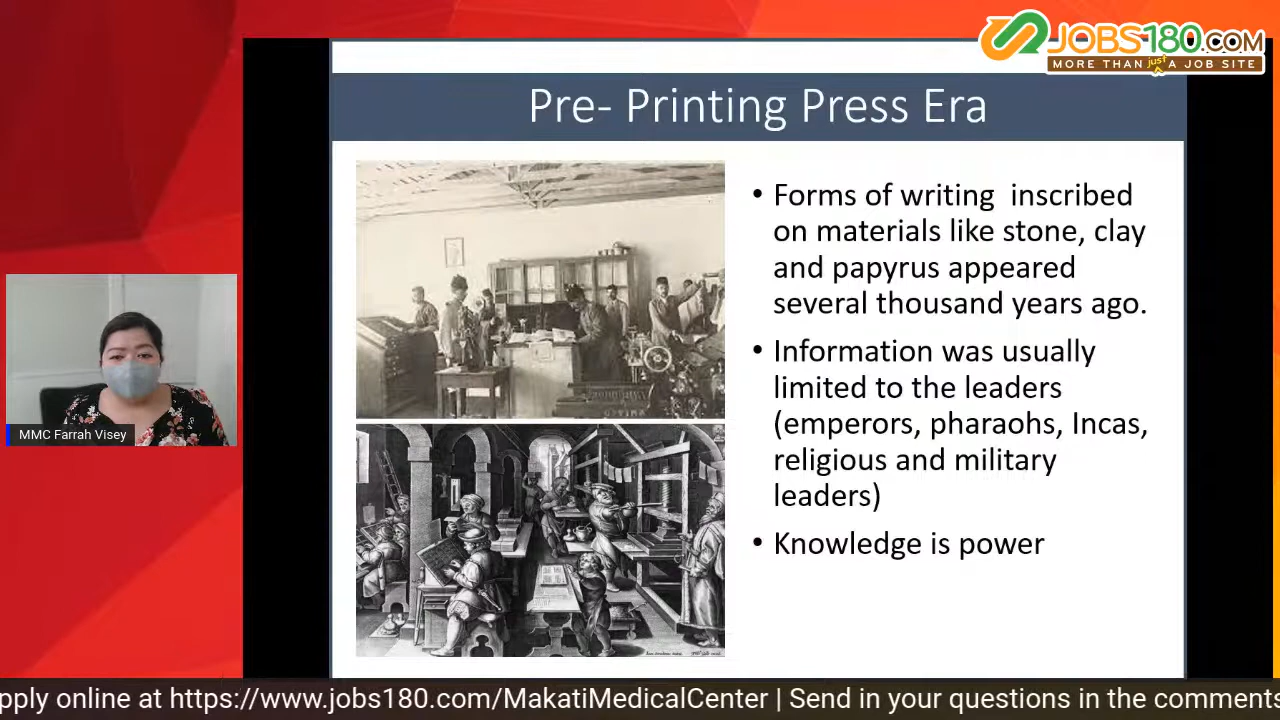 JOBS180.COM
MORE THAN just A JOB SITE
Pre- Printing Press Era
• Forms of writing inscribed
on materials like stone, clay
and papyrus appeared
several thousand years ago.
• Information was usually
limited to the leaders
(emperors, pharaohs, Incas,
religious and military
leaders)
• Knowledge is power
MMC Farrah Visey
pply online at https://www.jobs180.com/MakatiMedicalCenter | Send in your questions in the comments